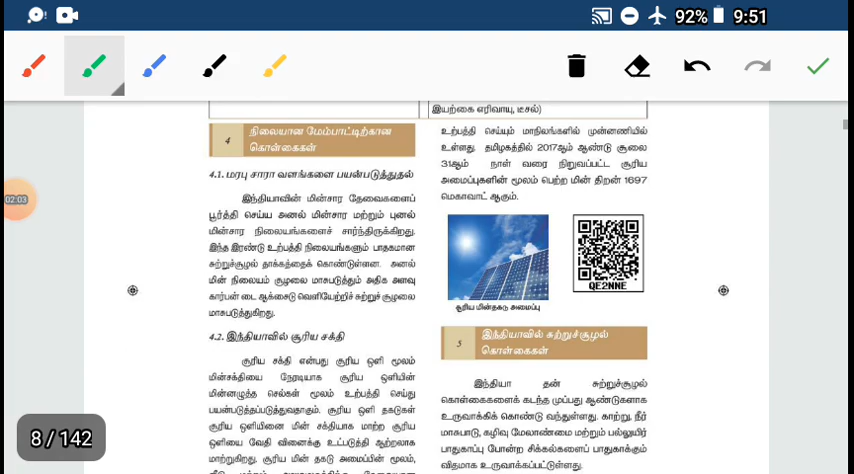 92% 9:51
02:03
இயற்கை எரிவாயு, டீசல்)
4 நிலையான மேம்பாட்டிற்கான
கொள்கைகள்
4.1. மரபு சாரா வளங்களை பயன்படுத்துதல்
இந்தியாவின் மின்சார தேவைகளைப்
பூர்த்தி செய்ய அனல் மின்சார மற்றும் புனல்
மின்சார நிலையங்களைச் சார்ந்திருக்கிறது.
இந்த இரண்டு உற்பத்தி நிலையங்களும் பாதகமான
சுற்றுச்சூழல் தாக்கத்தைக் கொண்டுள்ளன. அனல்
மின் நிலையம் சூழலை மாசுபடுத்தும் அதிக அளவு
கார்பன் டை ஆக்சைடு வெளியேற்றிச் சுற்றுச் சூழலை
மாசுபடுத்துகிறது.
4.2. இந்தியாவில் சூரிய சக்தி
சூரிய சக்தி என்பது சூரிய ஒளி மூலம்
மின்சக்தியை நேரடியாக சூரிய ஒளியின்
மின்னழுத்த செல்கள் மூலம் உற்பத்தி செய்து
பயன்படுத்தப்படுவதாகும். சூரிய ஒளி தகடுகள்
சூரிய ஒளியினை மின் சக்தியாக மாற்ற சூரிய
ஒளியை வேதி வினைக்கு உட்படுத்தி ஆற்றலாக
மாற்றுகிறது. சூரிய மின் தகடு அமைப்பின் மூலம்,
உற்பத்தி செய்யும் மாநிலங்களில் முன்னணியில்
உள்ளது. தமிழகத்தில் 2017ஆம் ஆண்டு சூலை
31ஆம் நாள் வரை நிறுவப்பட்ட சூரிய
அமைப்புகளின் மூலம் பெற்ற மின் திறன் 1697
மெகாவாட் ஆகும்.
QE2NNE
சூரிய மின்தகடு அமைப்பு
5 இந்தியாவில் சுற்றுச்சூழல்
கொள்கைகள்
இந்தியா தன் சுற்றுச்சூழல்
கொள்கைகளைக் கடந்த முப்பது ஆண்டுகளாக
உருவாக்கிக் கொண்டு வந்துள்ளது. காற்று, நீர்
மாசுபாடு, கழிவு மேலாண்மை மற்றும் பல்லுயிர்
பாதுகாப்பு போன்ற சிக்கல்களைப் பாதுகாக்கும்
விதமாக உருவாக்கப்பட்டுள்ளது.
8 / 142